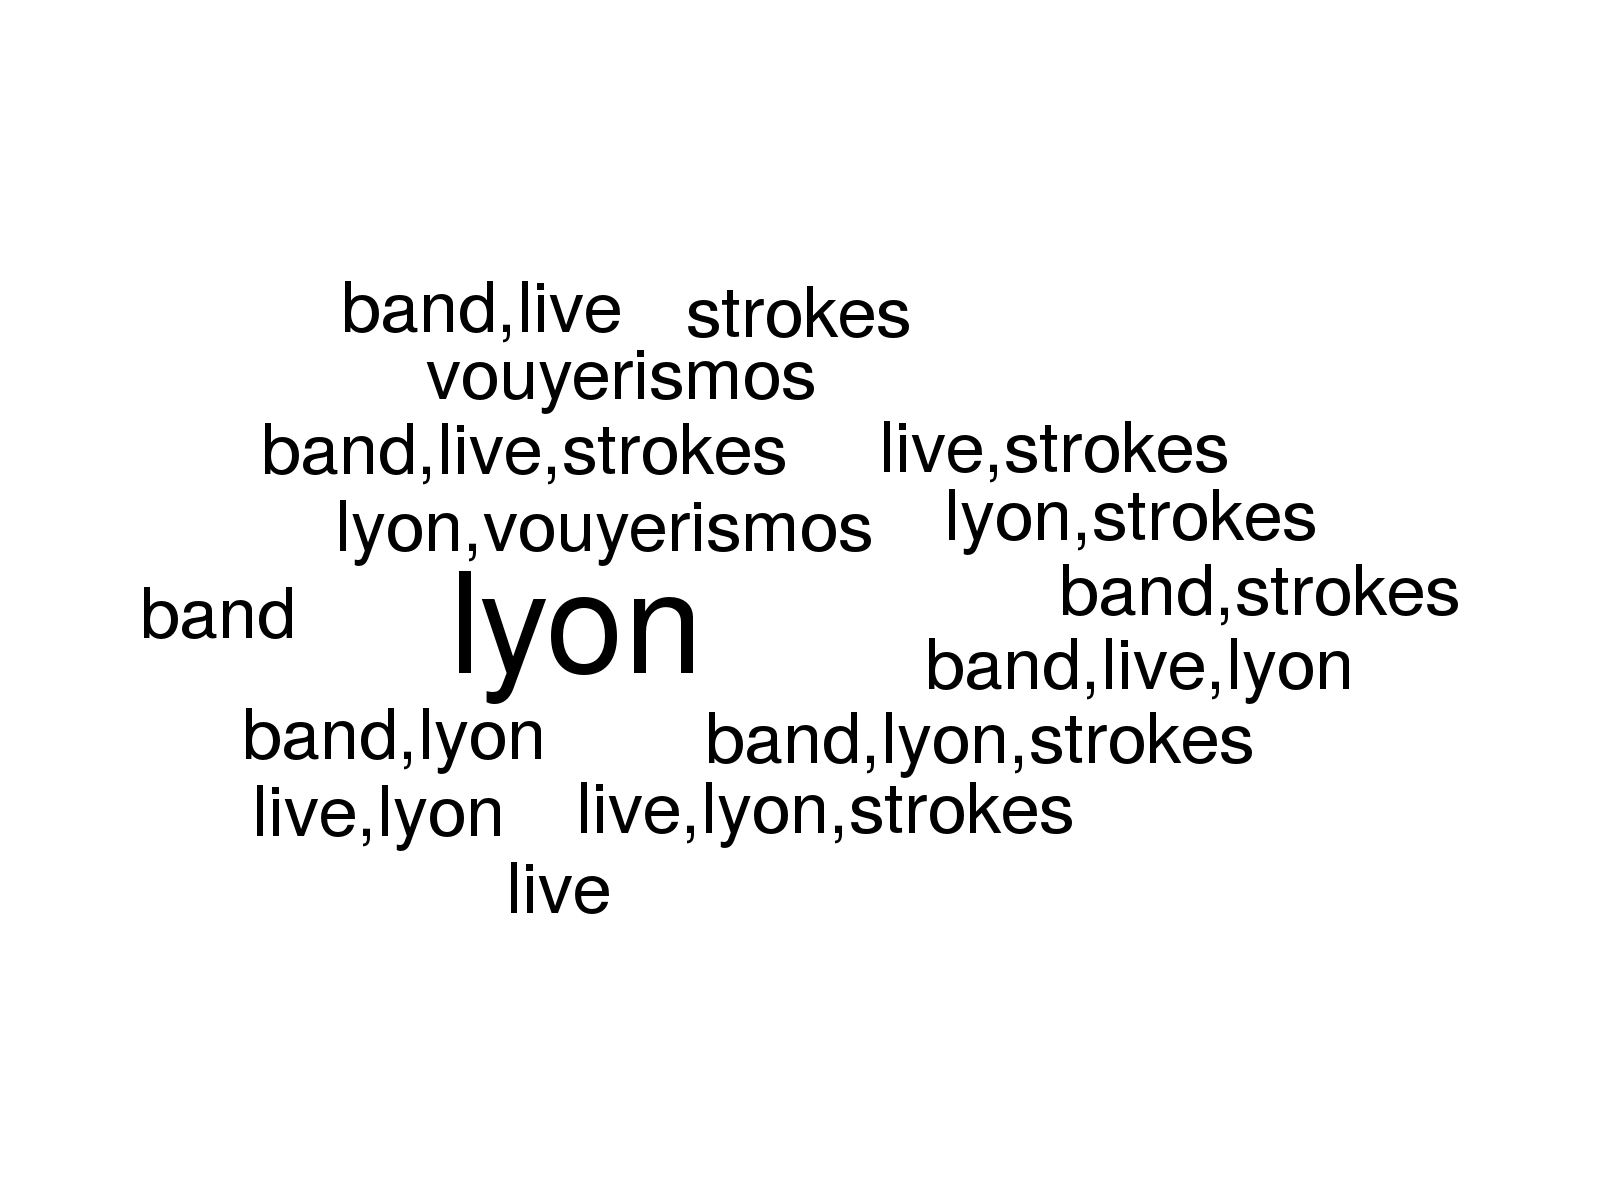 band,live strokes
vouyerismos
band,live,strokes live,strokes
lyon,vouyerismos lyon,strokes
band lyon band,strokes
band,live,lyon
band,lyon band,lyon,strokes
live,lyon live,lyon,strokes
live